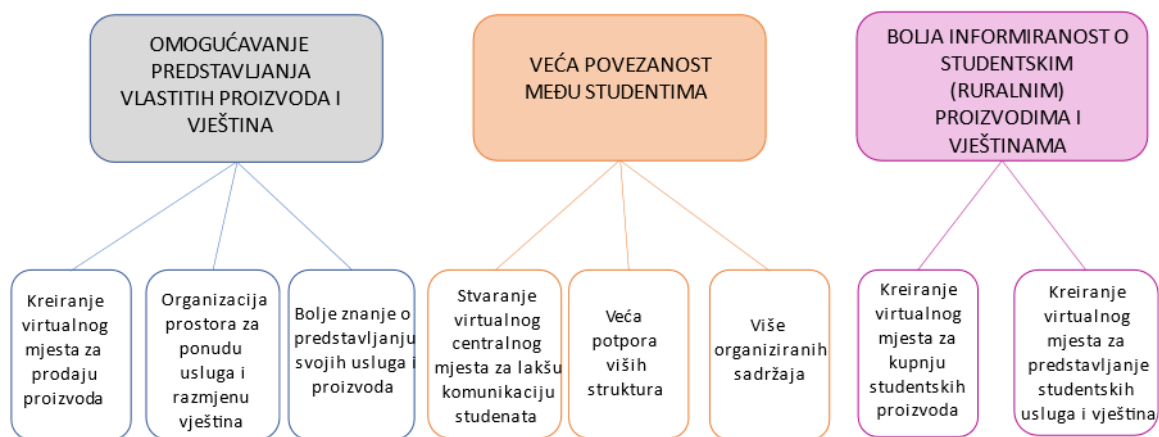 OMOGUĆAVANJE
PREDSTAVLJANJA
VLASTITIH PROIZVODA I
VJEŠTINA
VEĆA POVEZANOST
MEĐU STUDENTIMA
BOLJA INFORMIRANOST O
STUDENTSKIM
(RURALNIM)
PROIZVODIMA I
VJEŠTINAMA
Kreiranje
virtualnog
mjesta za
prodaju
proizvoda
Organizacija
prostora za
ponudu
usluga i
razmjenu
vještina
Bolje znanje o
predstavljanju
svojih usluga i
proizvoda
Stvaranje
virtualnog
centralnog
mjesta za lakšu
komunikaciju
studenata
Veća
potpora
viših
struktura
Više
organiziranih
sadržaja
Kreiranje
virtualnog
mjesta za
kupnju
studentskih
proizvoda
Kreiranje
virtualnog
mjesta za
predstavljanje
studentskih
usluga i vještina